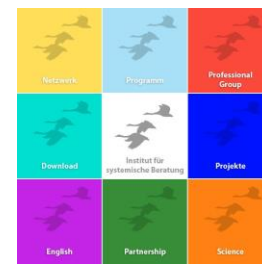 Netzwerk
Programm
Professional
Group
Download
Institut für
systemische Beratung
Projekte
English
Partnership
Science